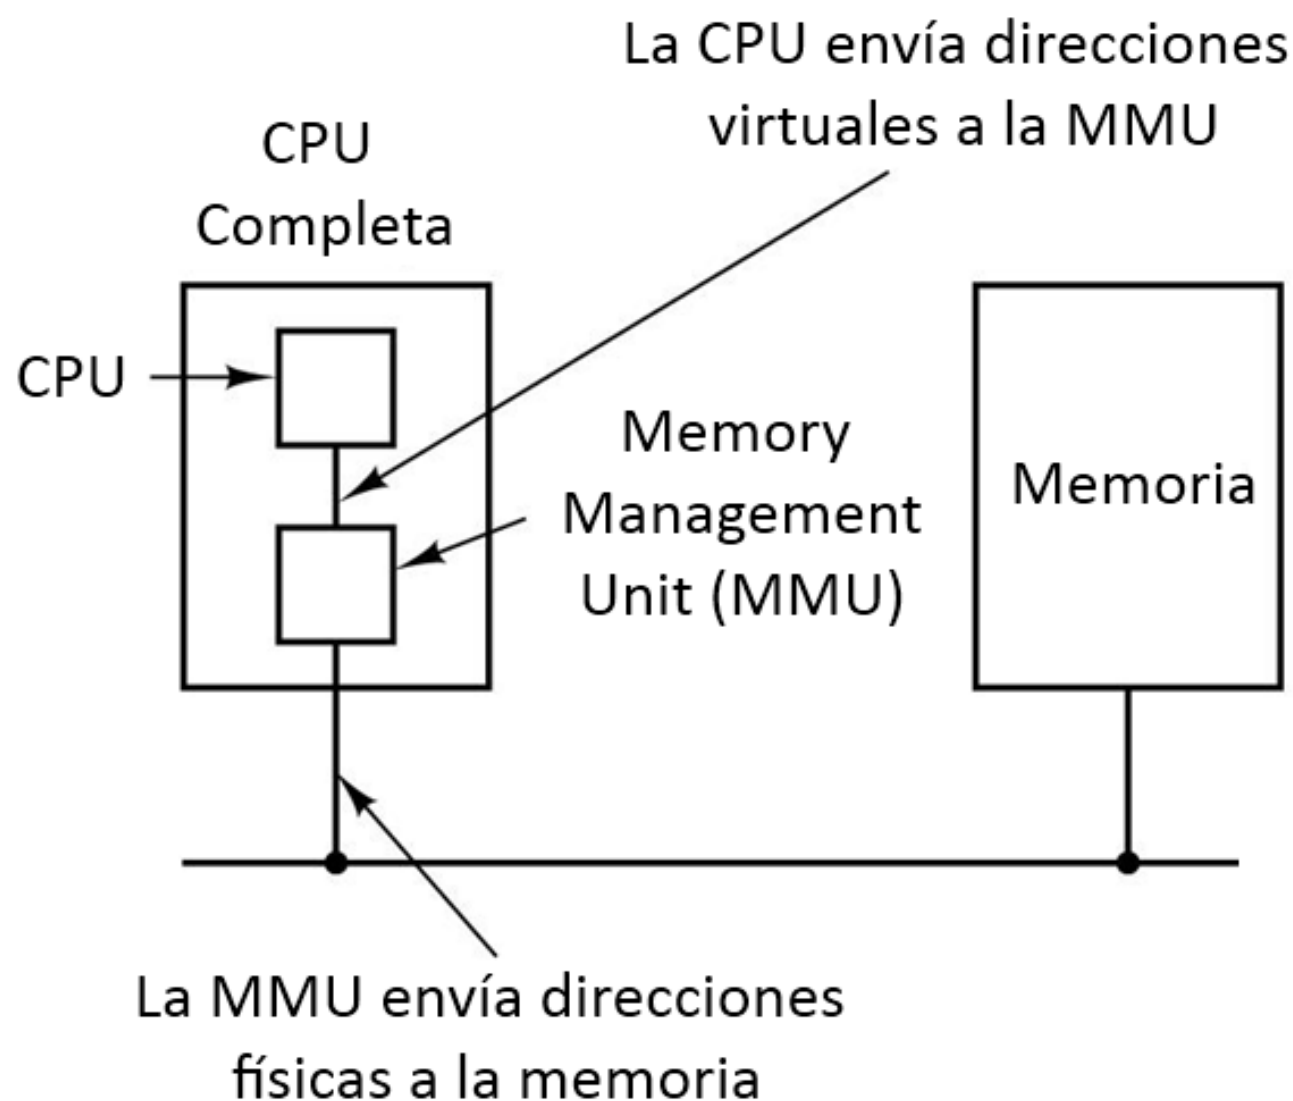 La CPU envía direcciones
virtuales a la MMU
CPU
Completa
CPU
Memory
Management
Unit (MMU)
Memoria
La MMU envía direcciones
físicas a la memoria